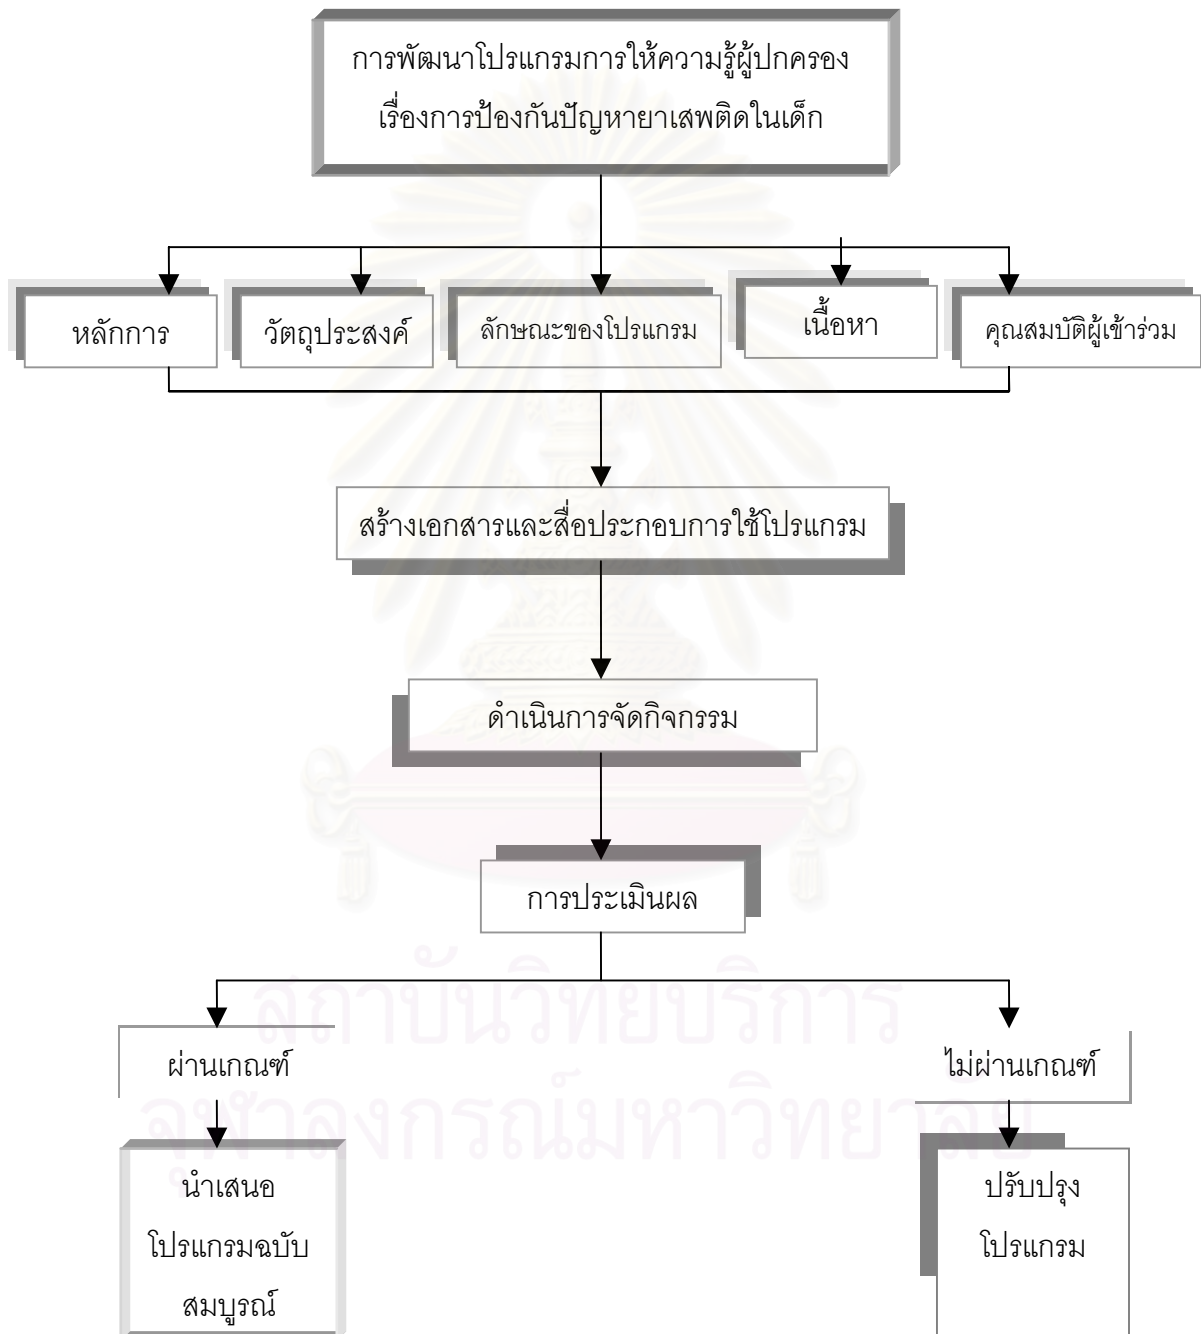 การพัฒนาโปรแกรมการให้ความรู้ผู้ปกครอง
เรื่องการป้องกันปัญหายาเสพติดในเด็ก
หลักการ
วัตถุประสงค์
ลักษณะของโปรแกรม
เนื้อหา
คุณสมบัติผู้เข้าร่วม
สร้างเอกสารและสื่อประกอบการใช้โปรแกรม
ดำเนินการจัดกิจกรรม
การประเมินผล
สถาบันวิทยบริการ
ผ่านเกณฑ์
ไม่ผ่านเกณฑ์
จุฬาลงกรณ์มหาวิทยาลัย
นำเสนอ
โปรแกรมฉบับ
สมบูรณ์
ปรับปรุง
โปรแกรม